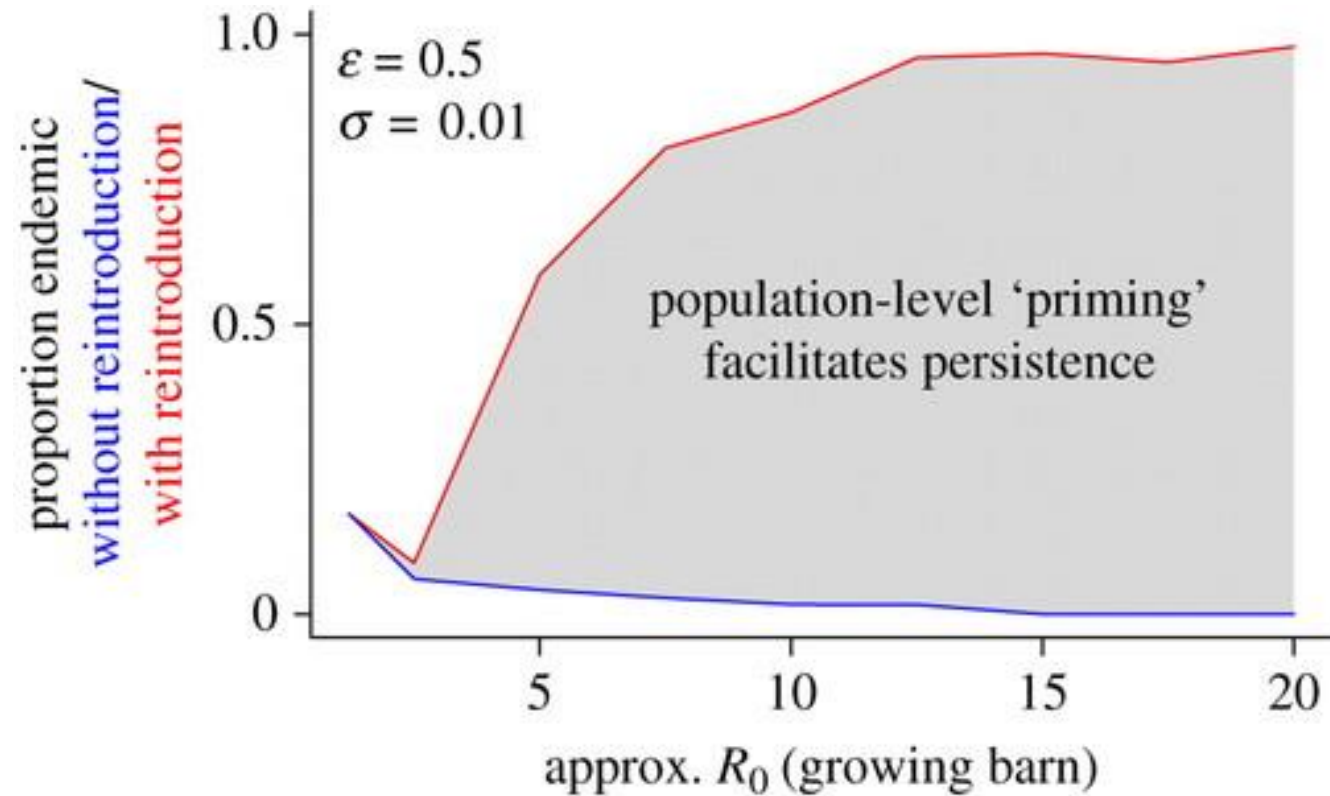 proportion endemic
without reintroduction/
with reintroduction
1.0
0.5
0
ε = 0.5
σ = 0.01
population-level ‘priming’
facilitates persistence
5 10 15 20
approx. R₀ (growing barn)